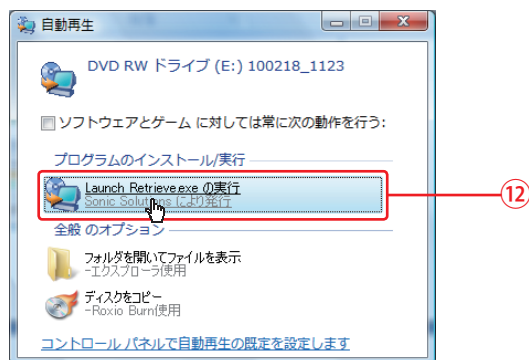 自動再生
DVD RW ドライブ (E:) 100218_1123
ソフトウェアとゲーム に対しては常に次の動作を行う:
プログラムのインストール/実行
Launch Retrieve.exe の実行
Sonic Solutions により発行
⑫
全般 のオプション
フォルダを開いてファイルを表示
-エクスプローラ使用
ディスクをコピー
-Roxio Burn使用
コントロール パネルで自動再生の既定を設定します